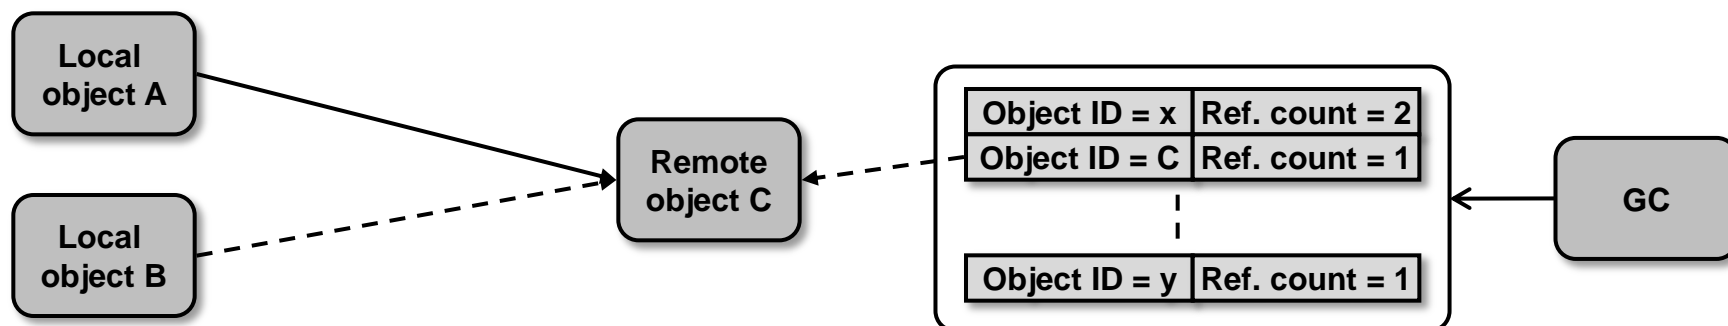 Local
object A
Local
object B
Remote
object C
Object ID = x Ref. count = 2
Object ID = C Ref. count = 1
Object ID = y Ref. count = 1
GC